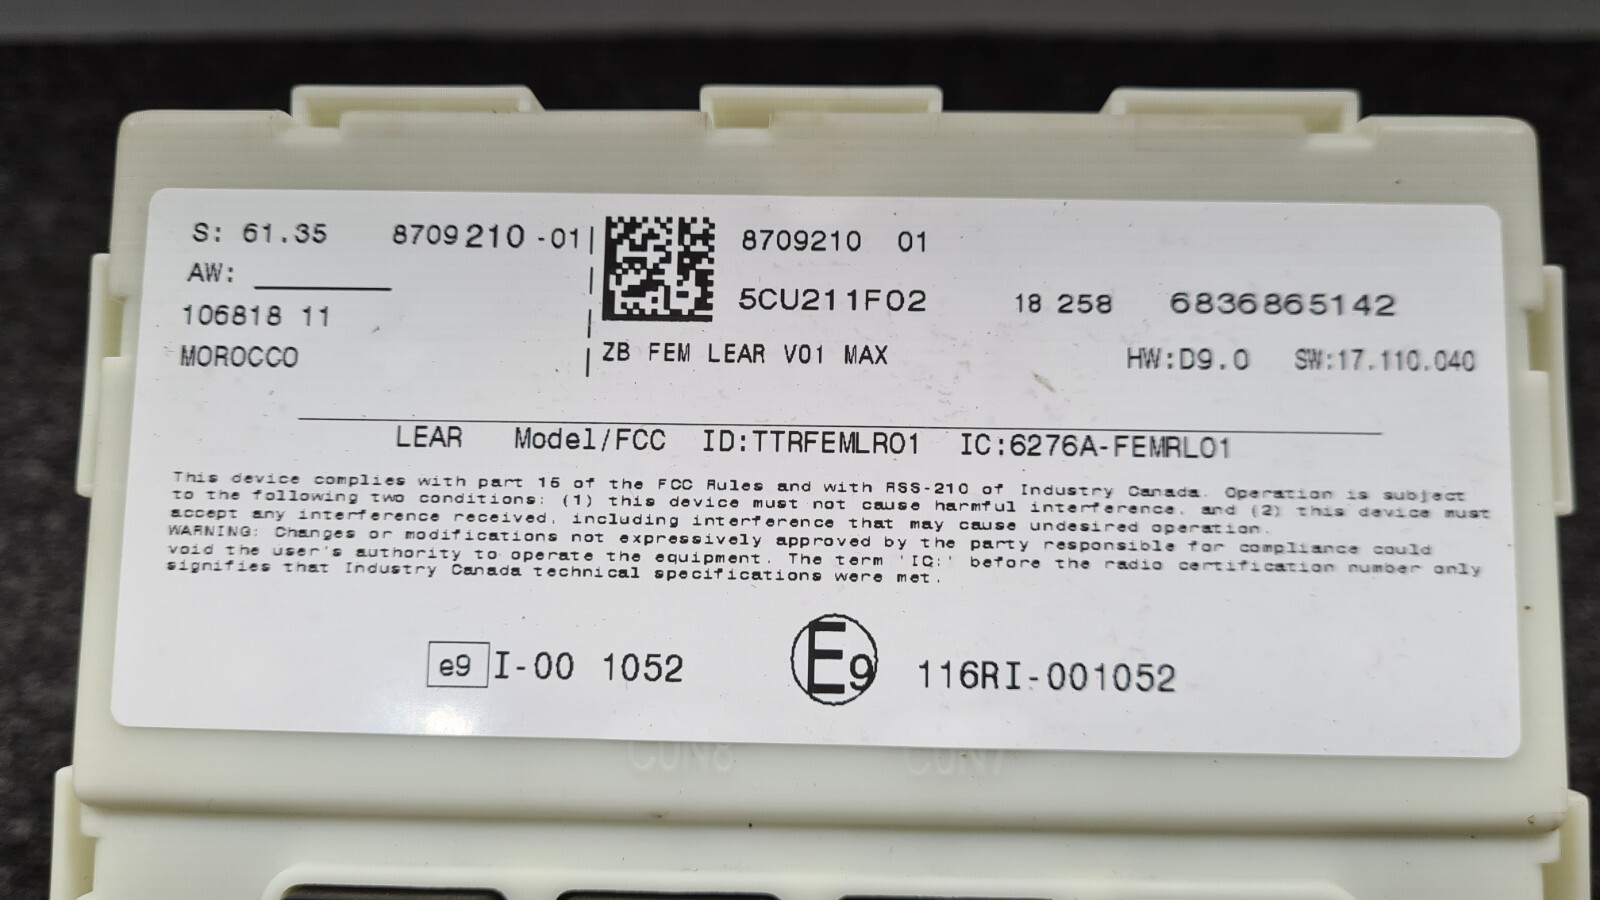 S: 61.35 8709210-01
AW:
106818 11
MOROCCO
8709210 01
5CU211F02 18 258 6836865142
ZB FEM LEAR V01 MAX HW:D9.0 SW:17.110.040
LEAR Model/FCC ID:TTRFEMLR01 IC:6276A-FEMRL01
This device complies with part 15 of the FCC Rules and with RSS-210 of Industry Canada. Operation is subject
to the following two conditions: (1) this device must not cause harmful interference, and (2) this device must
accept any interference received, including interference that may cause undesired operation.
WARNING: Changes or modifications not expressively approved by the party responsible for compliance could
void the user's authority to operate the equipment. The term 'IC:' before the radio certification number only
signifies that Industry Canada technical specifications were met.
e9 I-00 1052 E9 116RI-001052
CON8 CON7